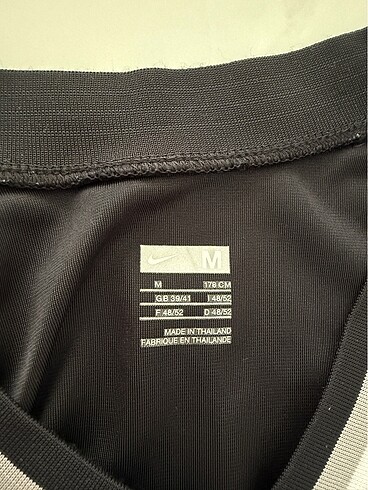 M
M 178 CM
GB 39/41 I 48/52
F 48/52 D 48/52
MADE IN THAILAND
FABRIQUE EN THAILANDE